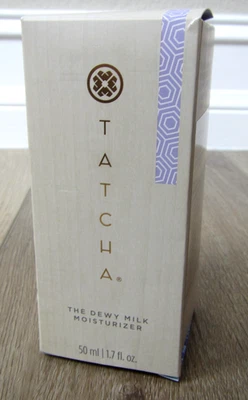 TATCHA®
THE DEWY MILK
MOISTURIZER
50 ml | 1.7 fl. oz.